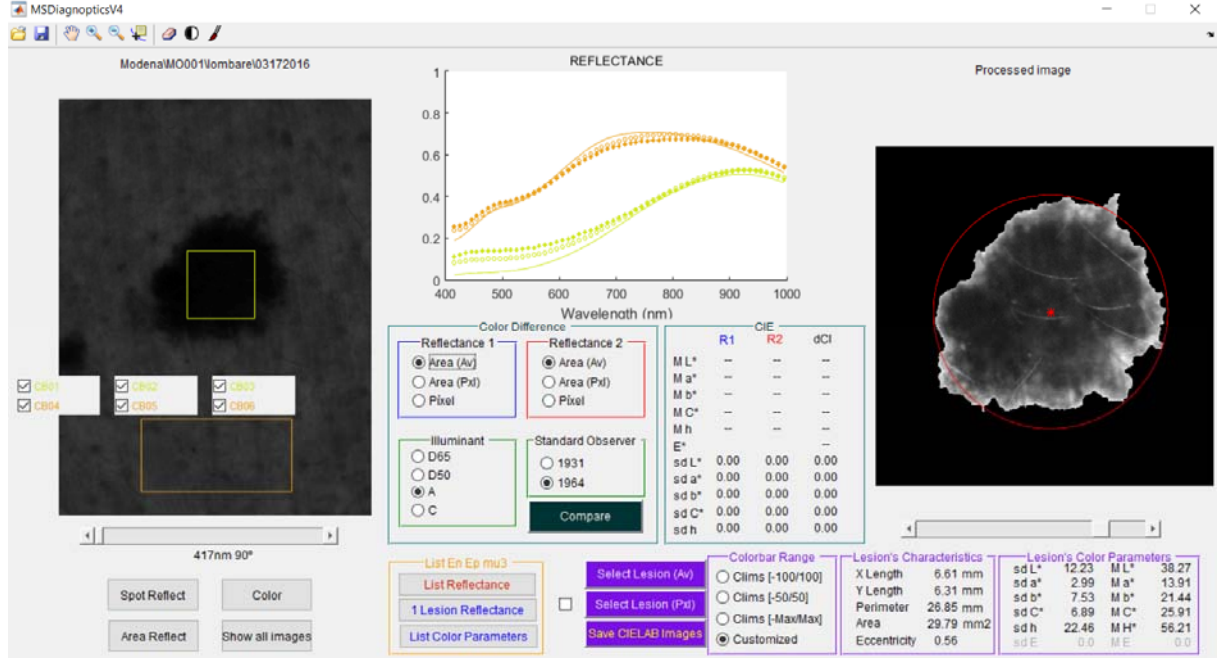 MSDiagnopticsV4
Modena\MO001\lombare\03172016
REFLECTANCE
Processed image
1
0.8
0.6
0.4
0.2
0
400 500 600 700 800 900 1000
Wavelength (nm)
CB01 CB02 CB03
CB04 CB05 CB06
417nm 90º
Spot Reflect Color
Area Reflect Show all images
Color Difference
Reflectance 1 Reflectance 2
Area (Av) Area (Av)
Area (Pxl) Area (Pxl)
Píxel Píxel
Illuminant Standard Observer
D65
D50
A
C
1931
1964
Compare
CIE
R1 R2 dCI
M L* -- -- --
M a* -- -- --
M b* -- -- --
M C* -- -- --
M h -- -- --
E* --
sd L* 0.00 0.00 0.00
sd a* 0.00 0.00 0.00
sd b* 0.00 0.00 0.00
sd C* 0.00 0.00 0.00
sd h 0.00 0.00 0.00
List En Ep mu3
List Reflectance
1 Lesion Reflectance
List Color Parameters
Select Lesion (Av)
Select Lesion (Pxl)
Save CIELAB Images
Colorbar Range
Clims [-100/100]
Clims [-50/50]
Clims [-Max/Max]
Customized
Lesion's Characteristics
X Length 6.61 mm
Y Length 6.31 mm
Perimeter 26.85 mm
Area 29.79 mm2
Eccentricity 0.56
Lesion's Color Parameters
sd L* 12.23 M L* 38.27
sd a* 2.99 M a* 13.91
sd b* 7.53 M b* 21.44
sd C* 6.89 M C* 25.91
sd h 22.46 M H* 56.21
sd E 0.0 M E 0.0